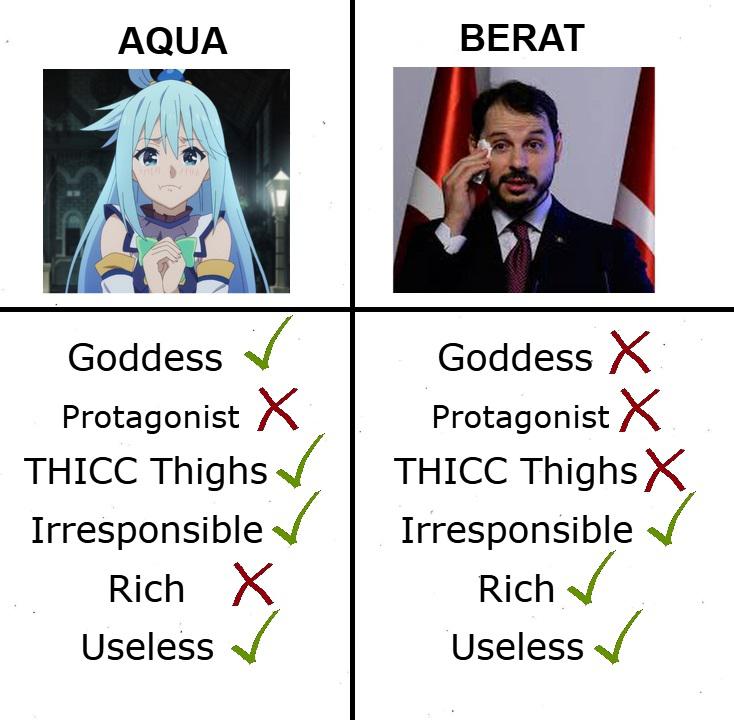 AQUA
Goddess
Protagonist
THICC Thighs
Irresponsible
Rich
Useless
BERAT
Goddess
Protagonist
THICC Thighs
Irresponsible
Rich
Useless